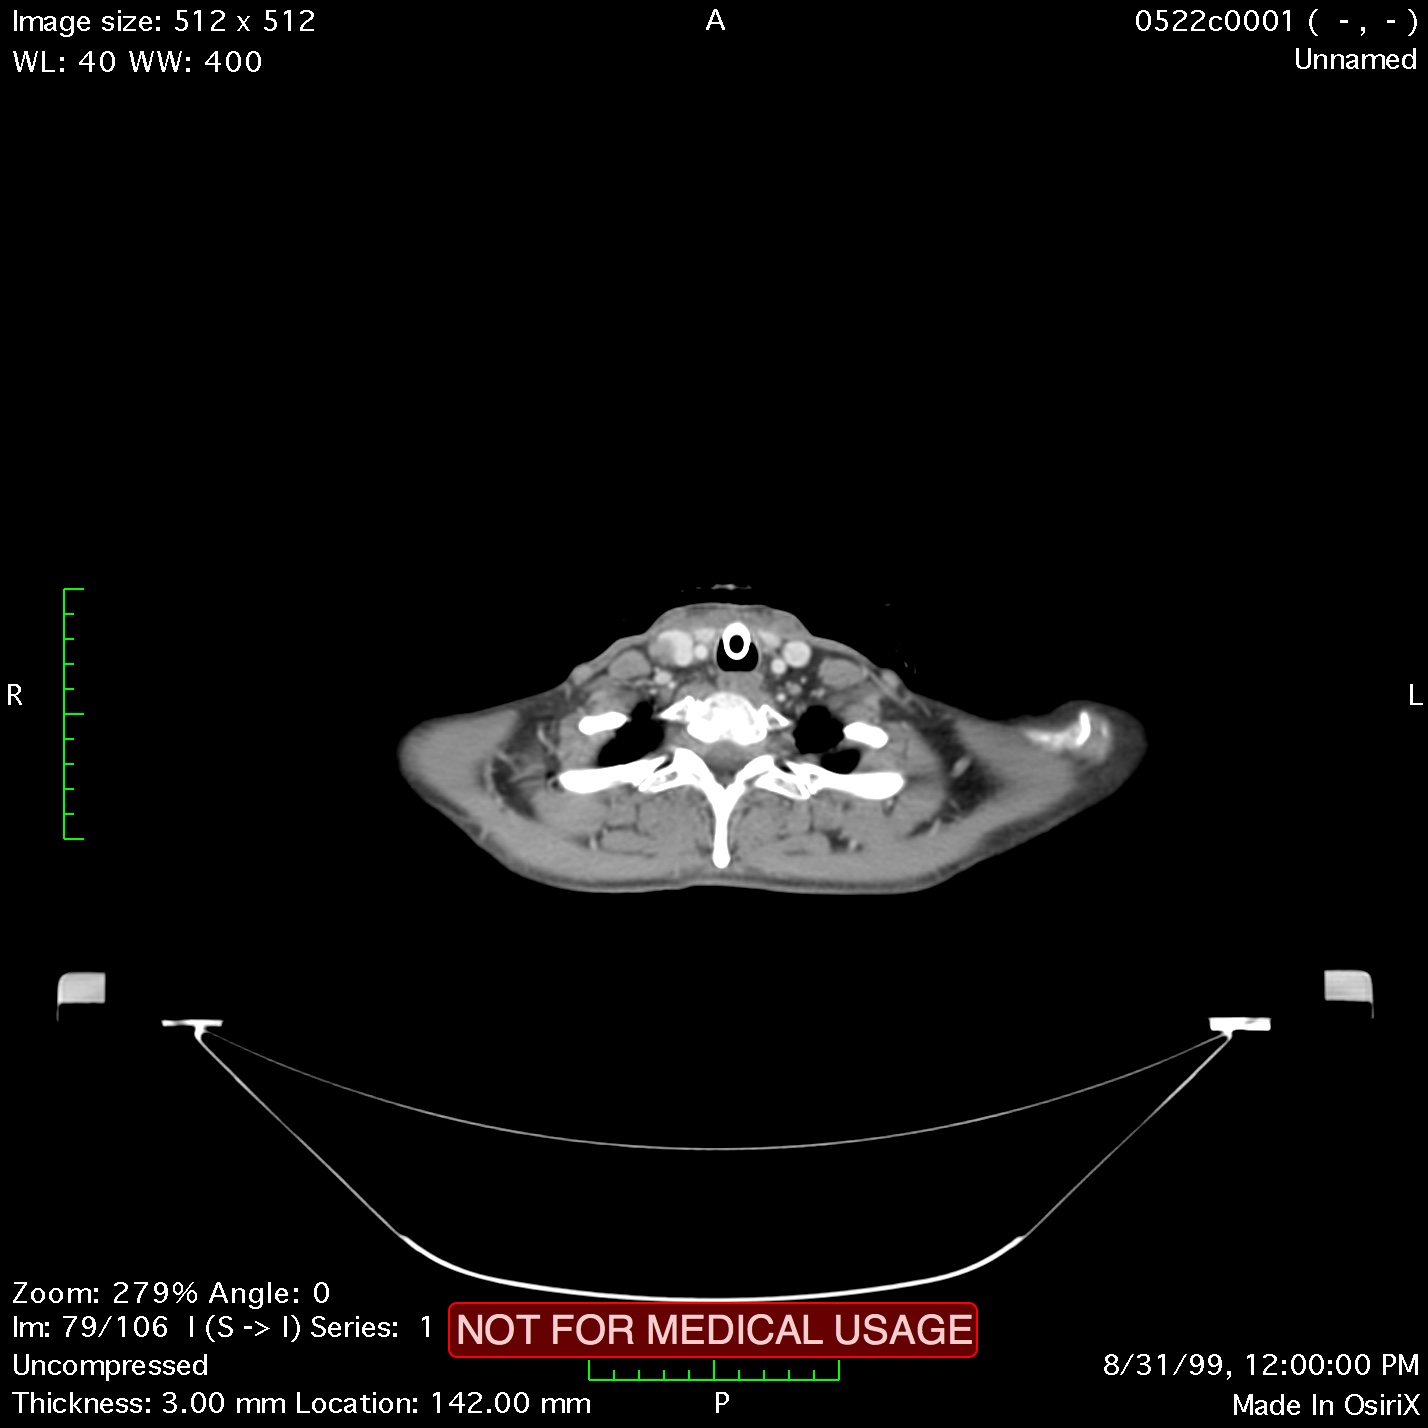 Image size: 512 x 512
WL: 40 WW: 400
A
0522c0001 ( - , - )
Unnamed
R
L
Zoom: 279% Angle: 0
Im: 79/106 I (S -> I) Series: 1
Uncompressed
Thickness: 3.00 mm Location: 142.00 mm
NOT FOR MEDICAL USAGE
P
8/31/99, 12:00:00 PM
Made In OsiriX